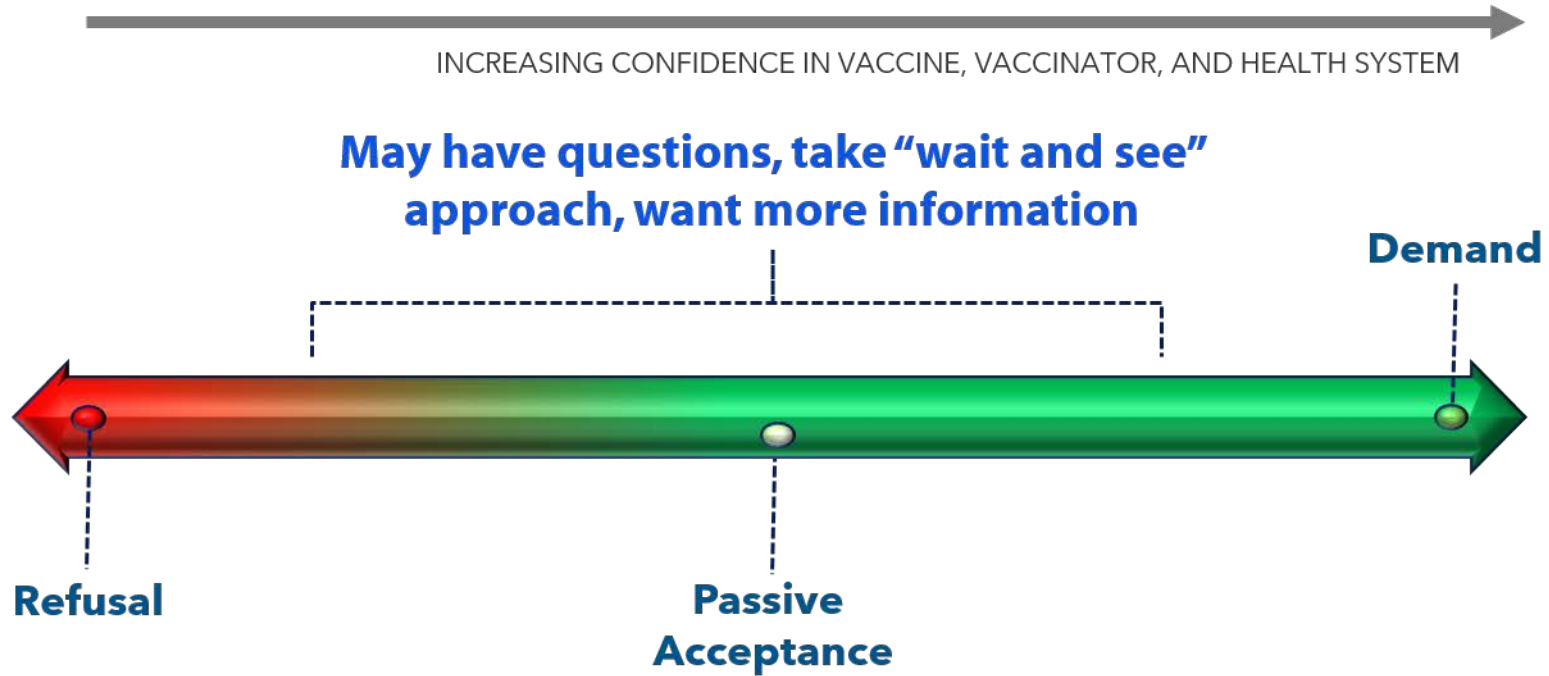 INCREASING CONFIDENCE IN VACCINE, VACCINATOR, AND HEALTH SYSTEM
May have questions, take “wait and see”
approach, want more information
Demand
Refusal
Passive
Acceptance